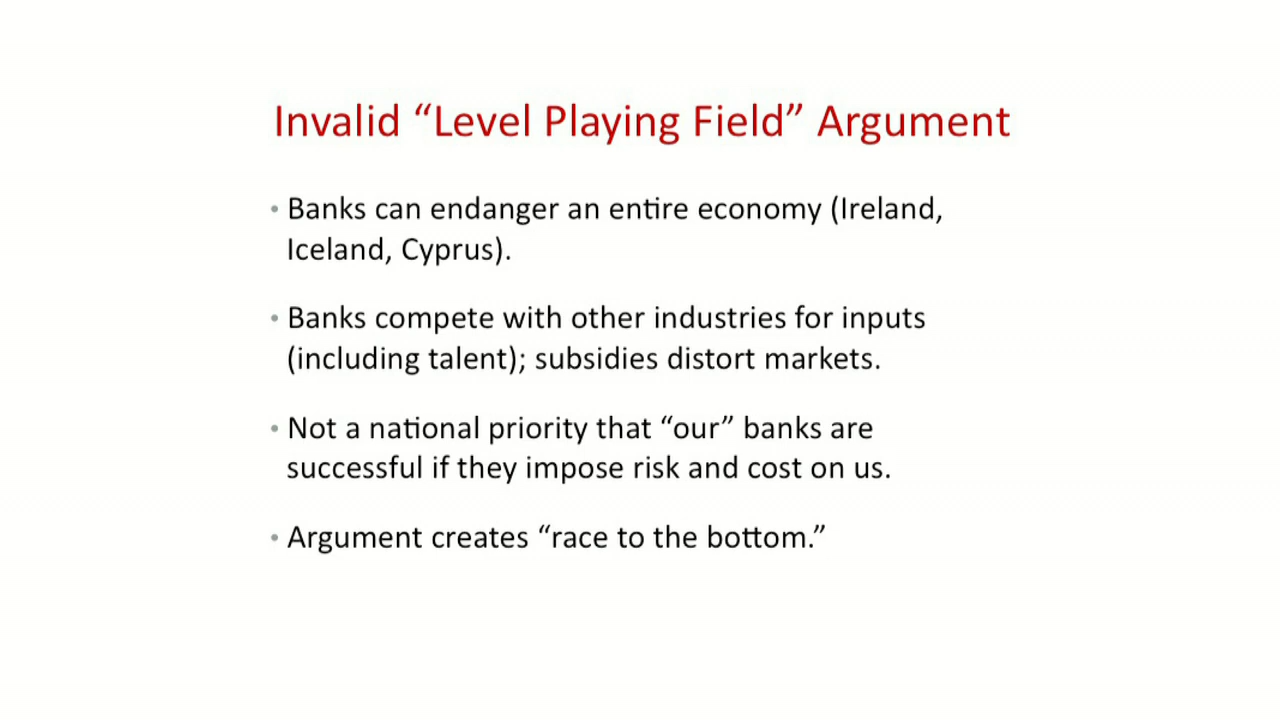 Invalid “Level Playing Field” Argument
• Banks can endanger an entire economy (Ireland,
Iceland, Cyprus).
• Banks compete with other industries for inputs
(including talent); subsidies distort markets.
• Not a national priority that “our” banks are
successful if they impose risk and cost on us.
• Argument creates “race to the bottom.”